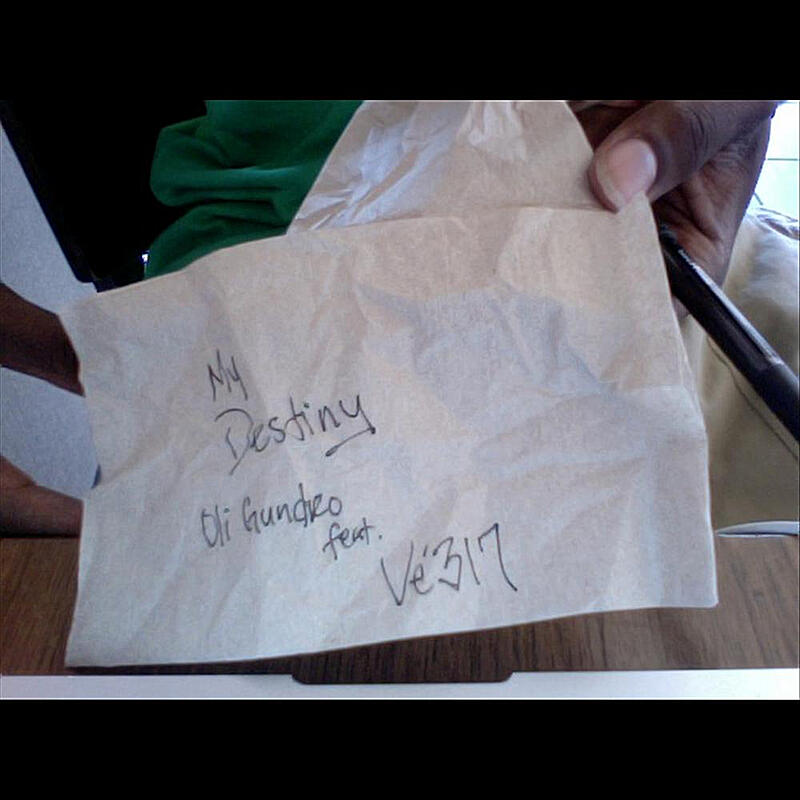 My
Destiny
Oli Gundro
feat.
Vé317